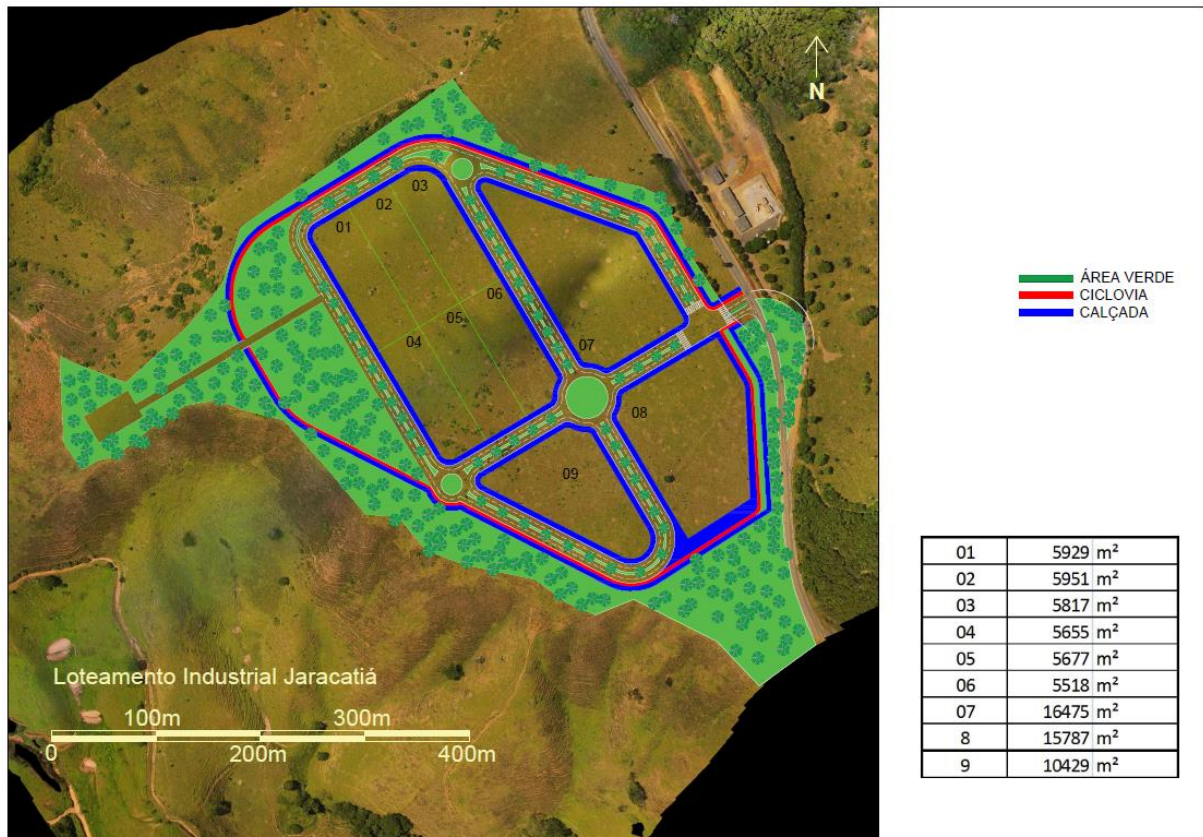 N
ÁREA VERDE
CICLOVIA
CALÇADA
03
02
01
06
05
04
07
08
09
Loteamento Industrial Jaracatiá
100m 300m
0 200m 400m
01 5929 m²
02 5951 m²
03 5817 m²
04 5655 m²
05 5677 m²
06 5518 m²
07 16475 m²
8 15787 m²
9 10429 m²